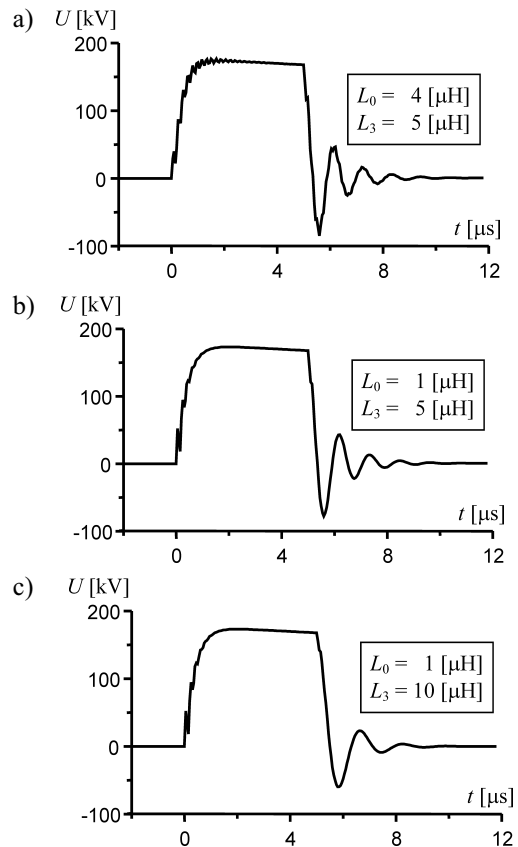 a)
U [kV]
200
100
0
-100
L₀ = 4 [μH]
L₃ = 5 [μH]
t [μs]
0 4 8 12
b)
U [kV]
200
100
0
-100
L₀ = 1 [μH]
L₃ = 5 [μH]
t [μs]
0 4 8 12
c)
U [kV]
200
100
0
-100
L₀ = 1 [μH]
L₃ = 10 [μH]
t [μs]
0 4 8 12